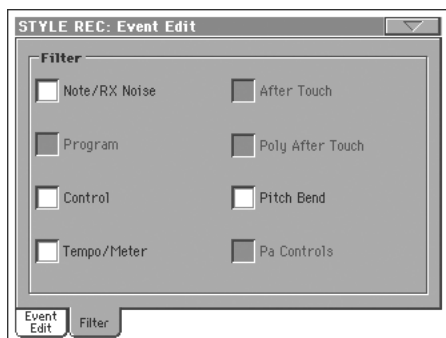 STYLE REC: Event Edit
Filter
Note/RX Noise
After Touch
Program
Poly After Touch
Control
Pitch Bend
Tempo/Meter
Pa Controls
Event
Edit
Filter